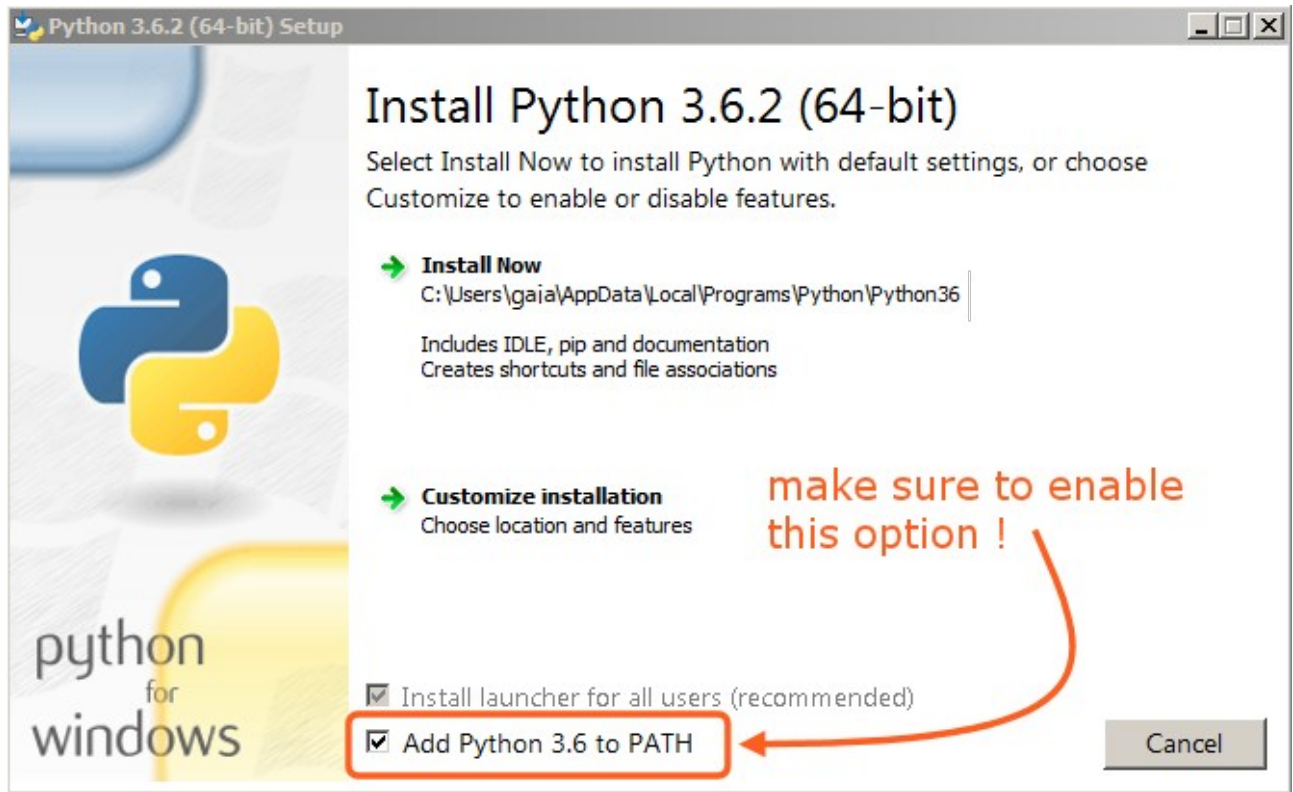 Python 3.6.2 (64-bit) Setup
Install Python 3.6.2 (64-bit)
Select Install Now to install Python with default settings, or choose
Customize to enable or disable features.
Install Now
C:\Users\gaia\AppData\Local\Programs\Python\Python36
Includes IDLE, pip and documentation
Creates shortcuts and file associations
Customize installation
Choose location and features
make sure to enable
this option !
python
for
windows
Install launcher for all users (recommended)
Add Python 3.6 to PATH
Cancel